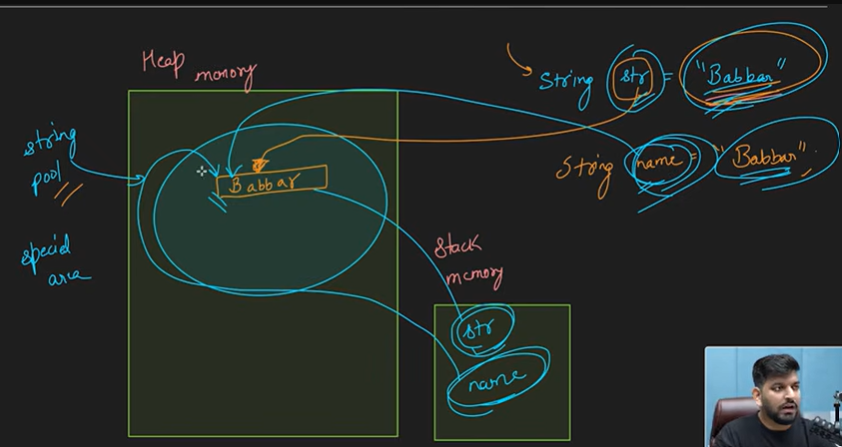 Heap memory
String str = "Babbar"
String name = "Babbar".
string pool
special area
Babbar
Stack memory
str
name